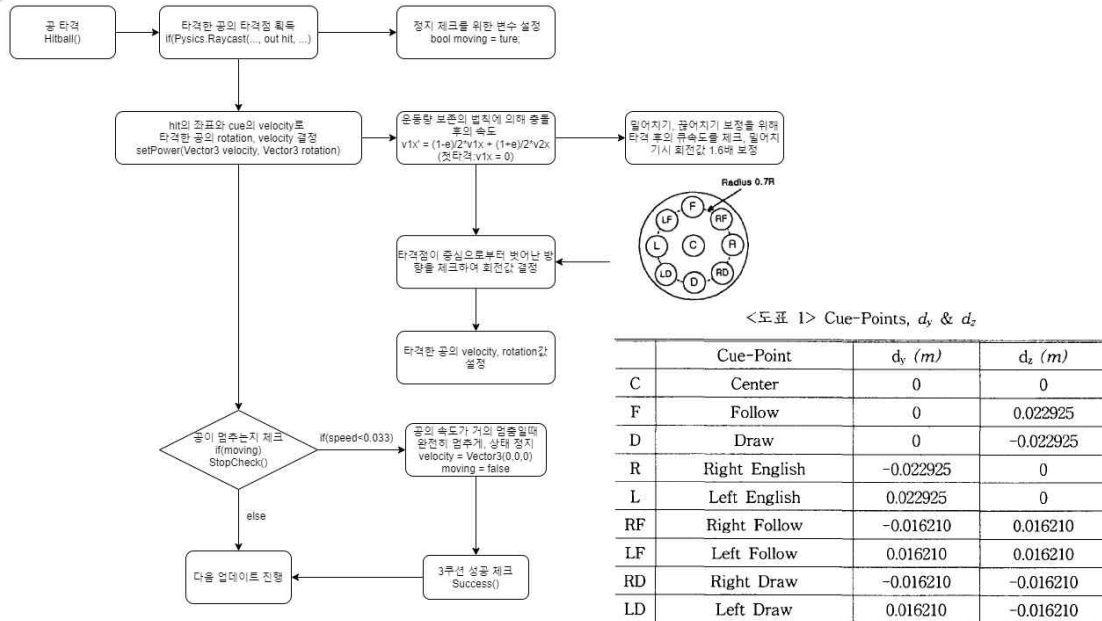 공 타격
Hitball()
타격한 공의 타격점 획득
if(Pysics.Raycast(..., out hit, ...)
정지 체크를 위한 변수 설정
bool moving = ture;
hit의 좌표와 cue의 velocity로
타격한 공의 rotation, velocity 결정
setPower(Vector3 velocity, Vector3 rotation)
운동량 보존의 법칙에 의해 충돌
후의 속도
v1x' = (1-e)/2*v1x + (1+e)/2*v2x
(첫타격:v1x = 0)
밀어치기, 끊어치기 보정을 위해
타격 후의 큐속도를 체크, 밀어치
기시 회전값 1.6배 보정
Radius 0.7R
F
LF
RF
L
C
R
LD
RD
D
타격점이 중심으로부터 벗어난 방
향을 체크하여 회전값 결정
타격한 공의 velocity, rotation값
설정
공이 멈추는지 체크
if(moving)
StopCheck()
if(speed<0.033)
공의 속도가 거의 멈출일때
완전히 멈추게, 상태 정지
velocity = Vector3(0,0,0)
moving = false
else
다음 업데이트 진행
3쿠션 성공 체크
Success()
<도표 1> Cue-Points, dy & dz
Cue-Point dy (m) dz (m)
C Center 0 0
F Follow 0 0.022925
D Draw 0 -0.022925
R Right English -0.022925 0
L Left English 0.022925 0
RF Right Follow -0.016210 0.016210
LF Left Follow 0.016210 0.016210
RD Right Draw -0.016210 -0.016210
LD Left Draw 0.016210 -0.016210